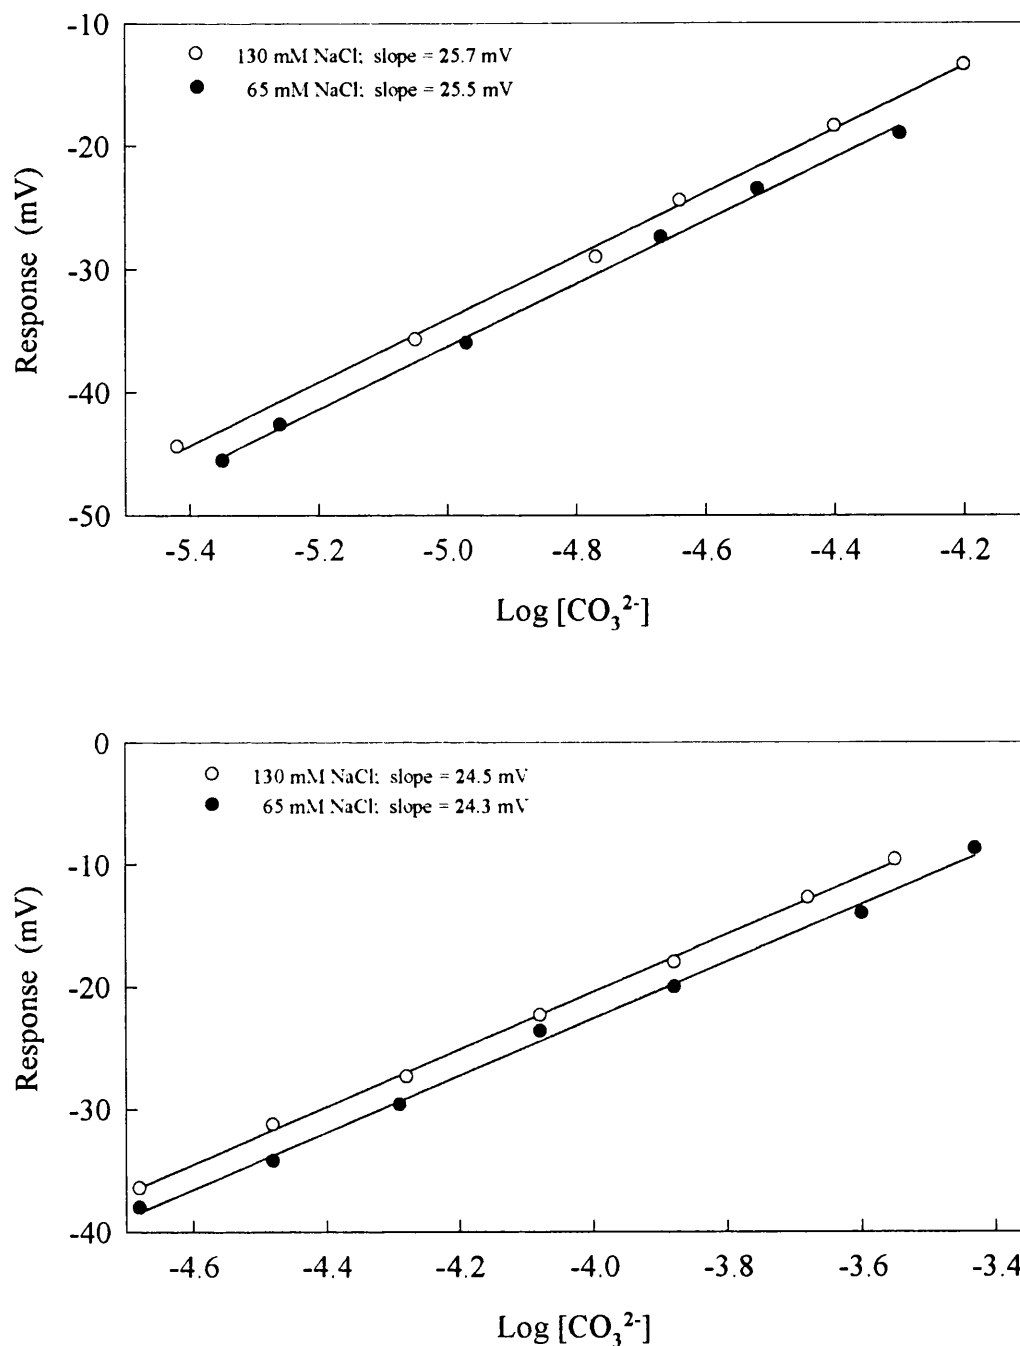 -10
130 mM NaCl; slope = 25.7 mV
65 mM NaCl; slope = 25.5 mV
-20
-30
-40
-50
Response (mV)
-5.4 -5.2 -5.0 -4.8 -4.6 -4.4 -4.2
Log [CO₃²⁻]
0
130 mM NaCl; slope = 24.5 mV
65 mM NaCl; slope = 24.3 mV
-10
-20
-30
-40
Response (mV)
-4.6 -4.4 -4.2 -4.0 -3.8 -3.6 -3.4
Log [CO₃²⁻]